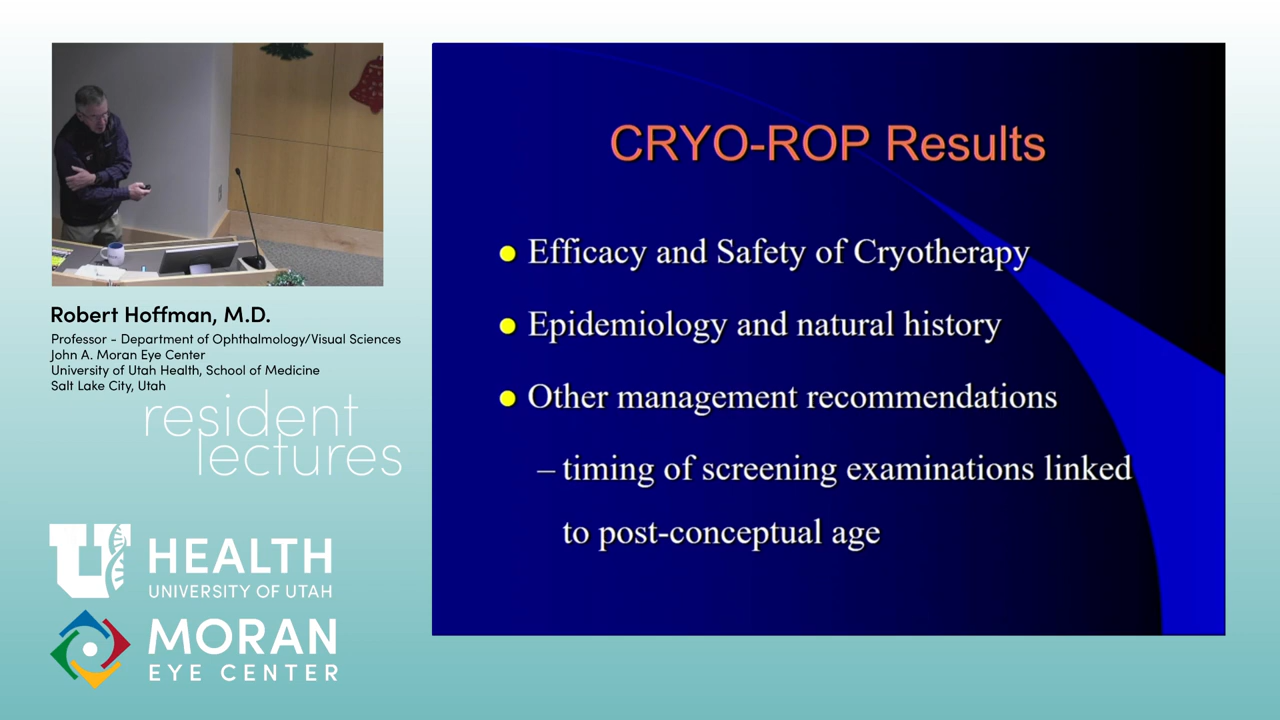 Robert Hoffman, M.D.
Professor - Department of Ophthalmology/Visual Sciences
John A. Moran Eye Center
University of Utah Health, School of Medicine
Salt Lake City, Utah
resident
lectures
U HEALTH
UNIVERSITY OF UTAH
MORAN
EYE CENTER
CRYO-ROP Results
Efficacy and Safety of Cryotherapy
Epidemiology and natural history
Other management recommendations
– timing of screening examinations linked
to post-conceptual age